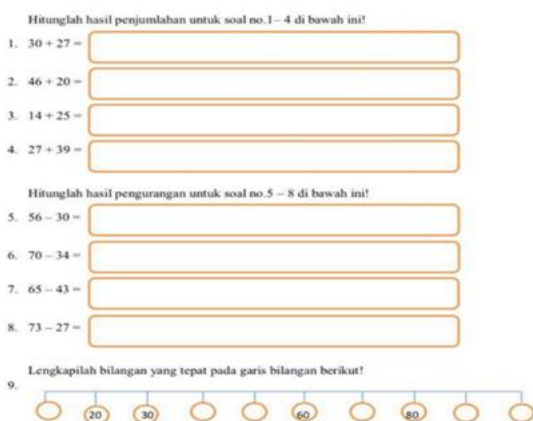 Hitunglah hasil penjumlahan untuk soal no.1– 4 di bawah ini!
1. 30 + 27 =
2. 46 + 20 =
3. 14 + 25 =
4. 27 + 39 =
Hitunglah hasil pengurangan untuk soal no.5 – 8 di bawah ini!
5. 56 – 30 =
6. 70 – 34 =
7. 65 – 43 =
8. 73 – 27 =
Lengkapilah bilangan yang tepat pada garis bilangan berikut!
9.
20 30 60 80